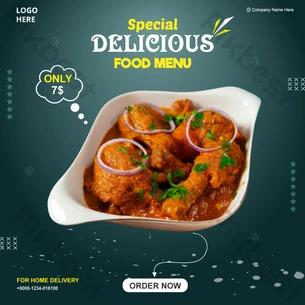 LOGO
HERE
© Company Name Here
Special
DELICIOUS
FOOD MENU
ONLY
7$
FOR HOME DELIVERY
+0000-1234-016100
ORDER NOW